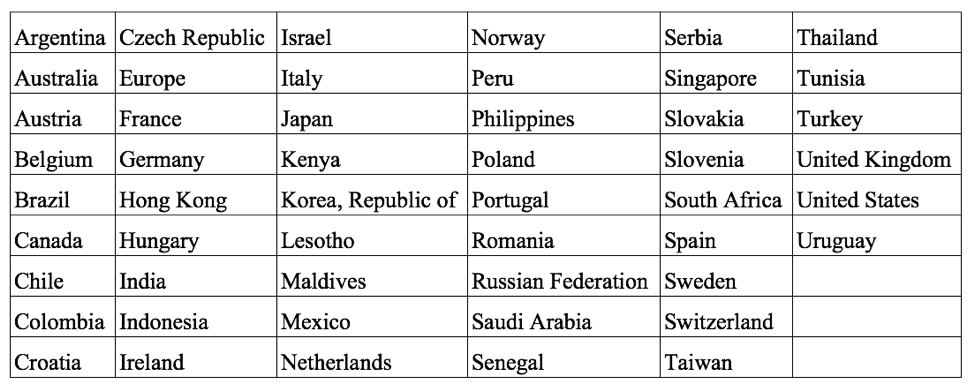 Argentina Czech Republic Israel Norway Serbia Thailand
Australia Europe Italy Peru Singapore Tunisia
Austria France Japan Philippines Slovakia Turkey
Belgium Germany Kenya Poland Slovenia United Kingdom
Brazil Hong Kong Korea, Republic of Portugal South Africa United States
Canada Hungary Lesotho Romania Spain Uruguay
Chile India Maldives Russian Federation Sweden
Colombia Indonesia Mexico Saudi Arabia Switzerland
Croatia Ireland Netherlands Senegal Taiwan